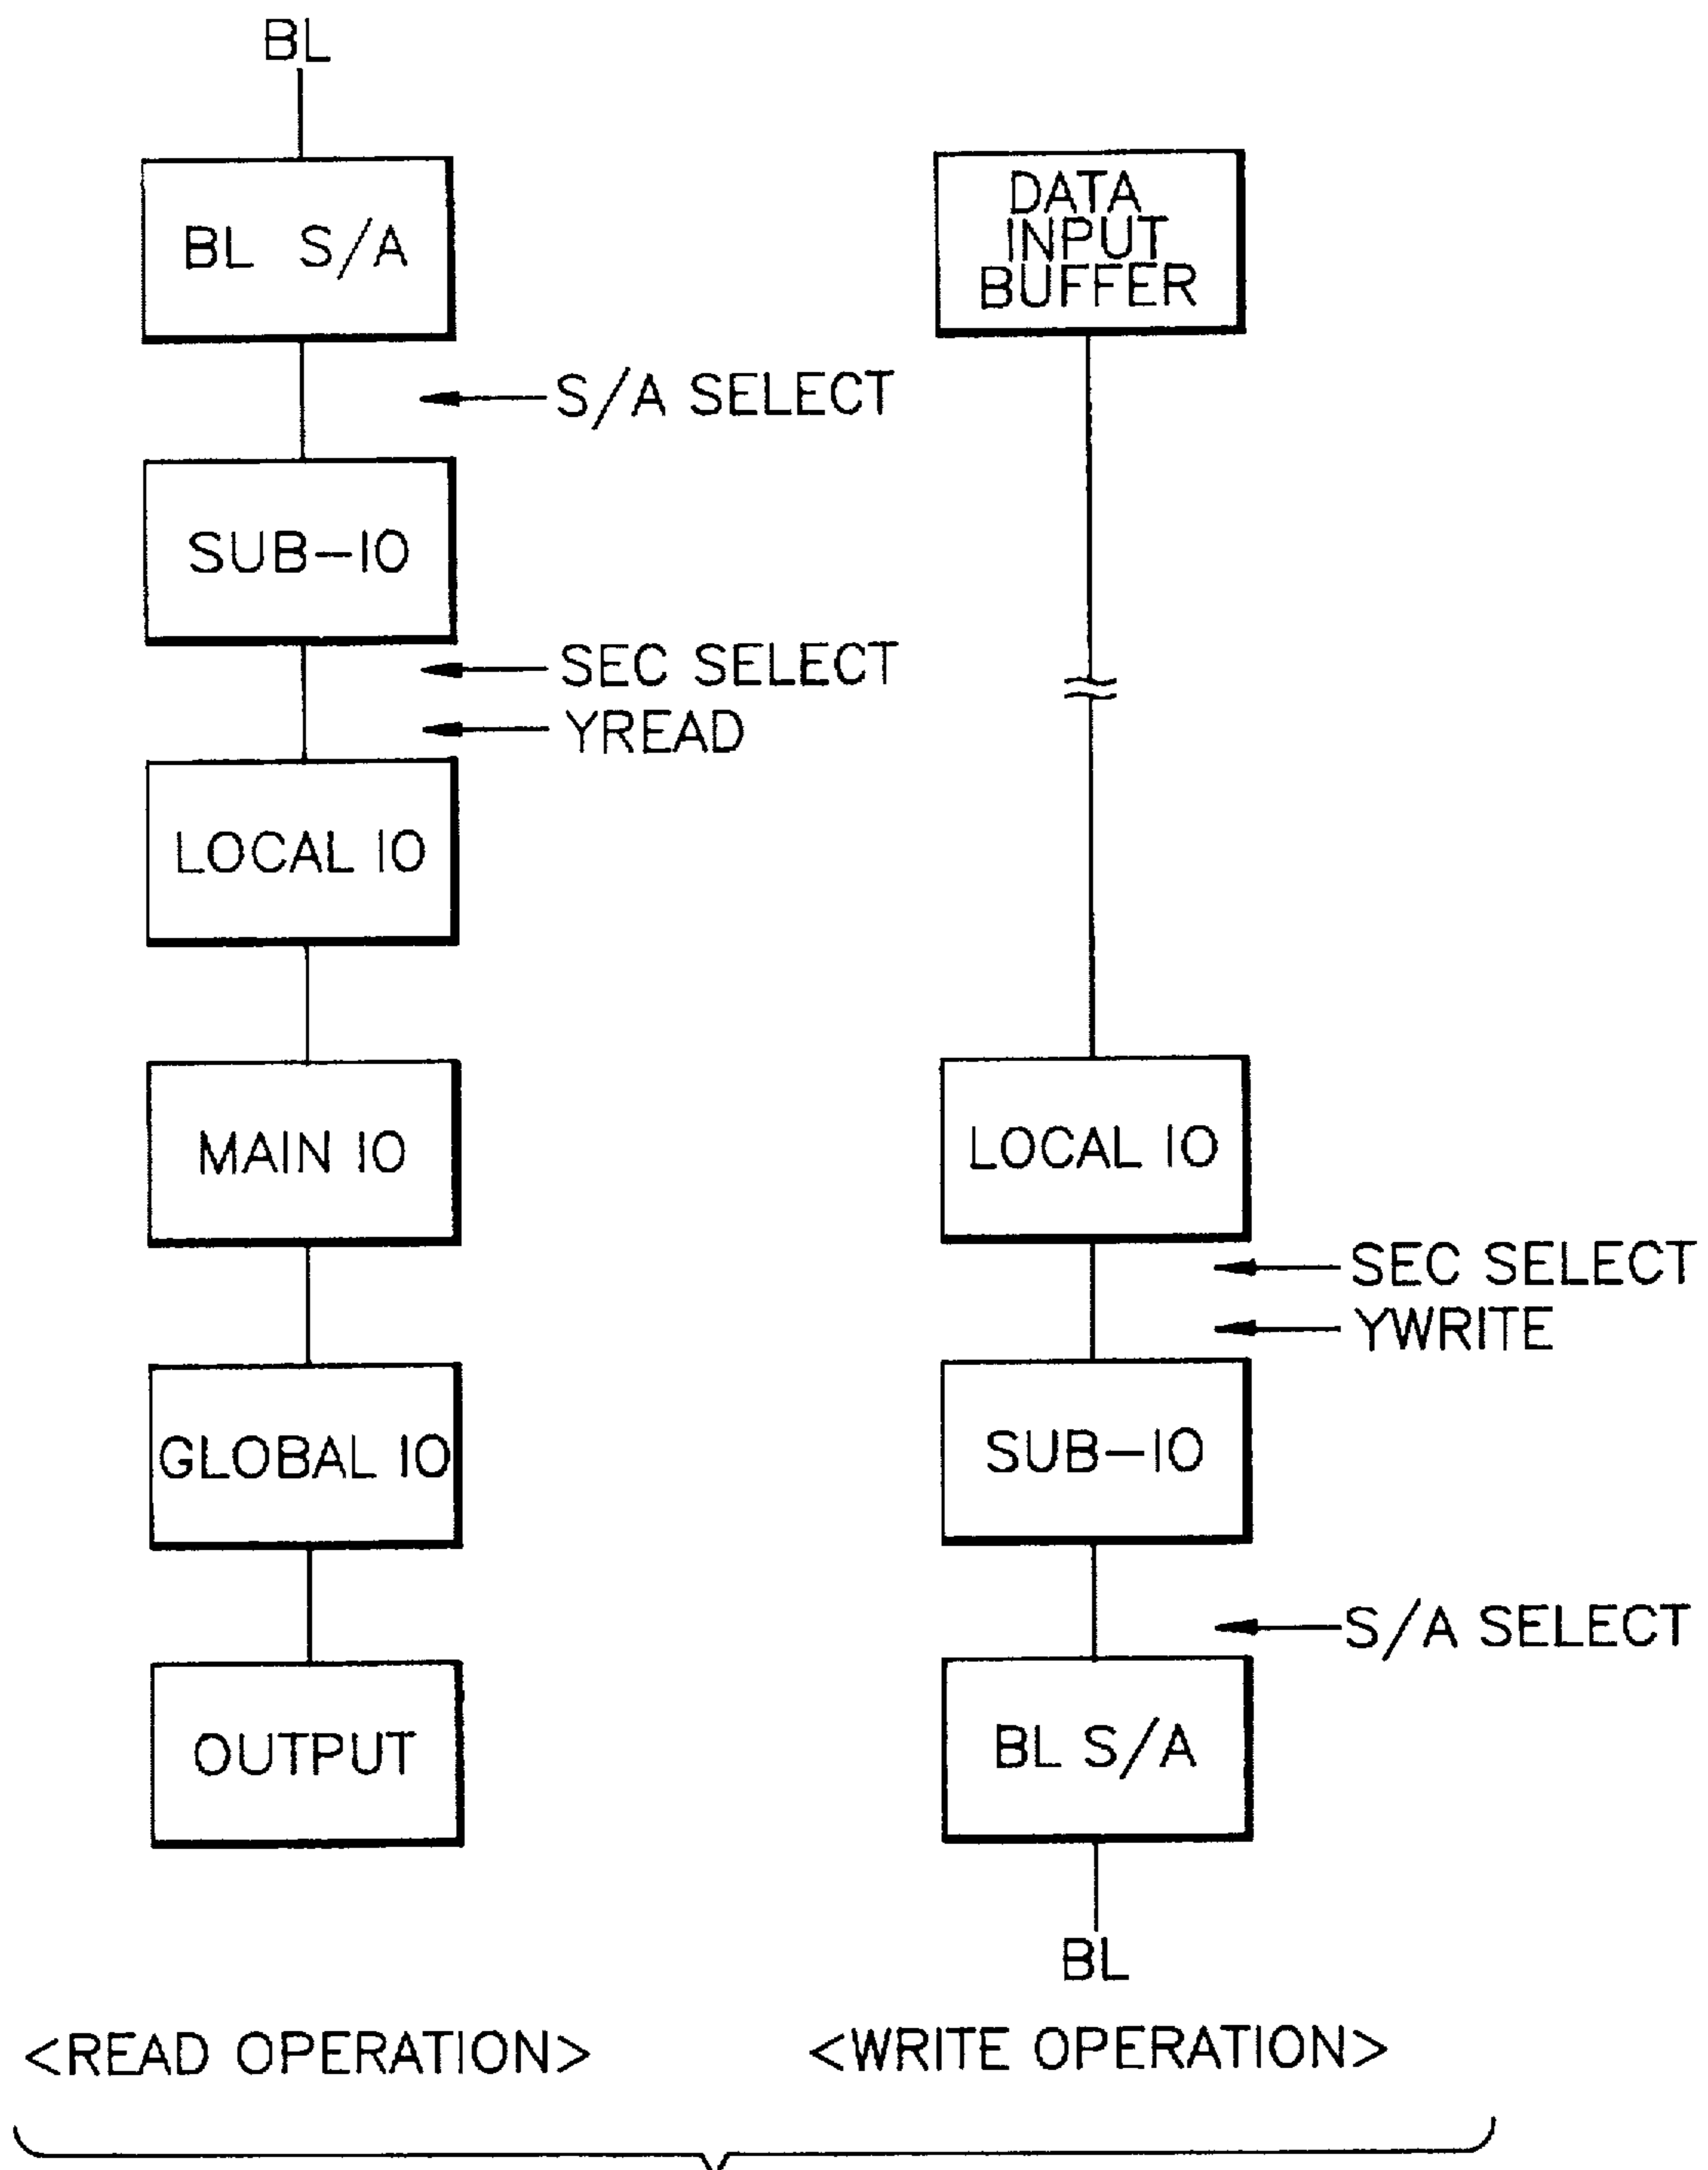 BL
BL S/A
S/A SELECT
SUB-IO
SEC SELECT
YREAD
LOCAL IO
MAIN IO
GLOBAL IO
OUTPUT
<READ OPERATION>
DATA
INPUT
BUFFER
LOCAL IO
SEC SELECT
YWRITE
SUB-IO
S/A SELECT
BL S/A
BL
<WRITE OPERATION>